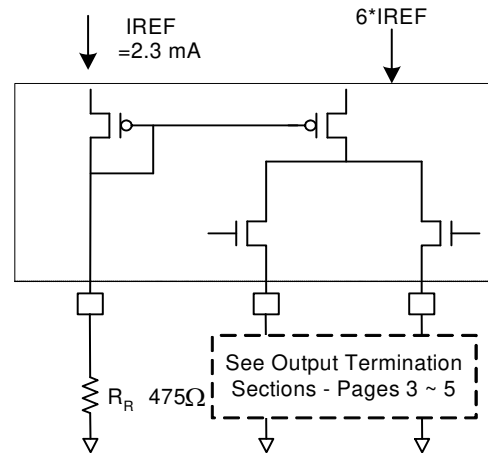 IREF
=2.3 mA
6*IREF
See Output Termination
Sections - Pages 3 ~ 5
RR 475Ω